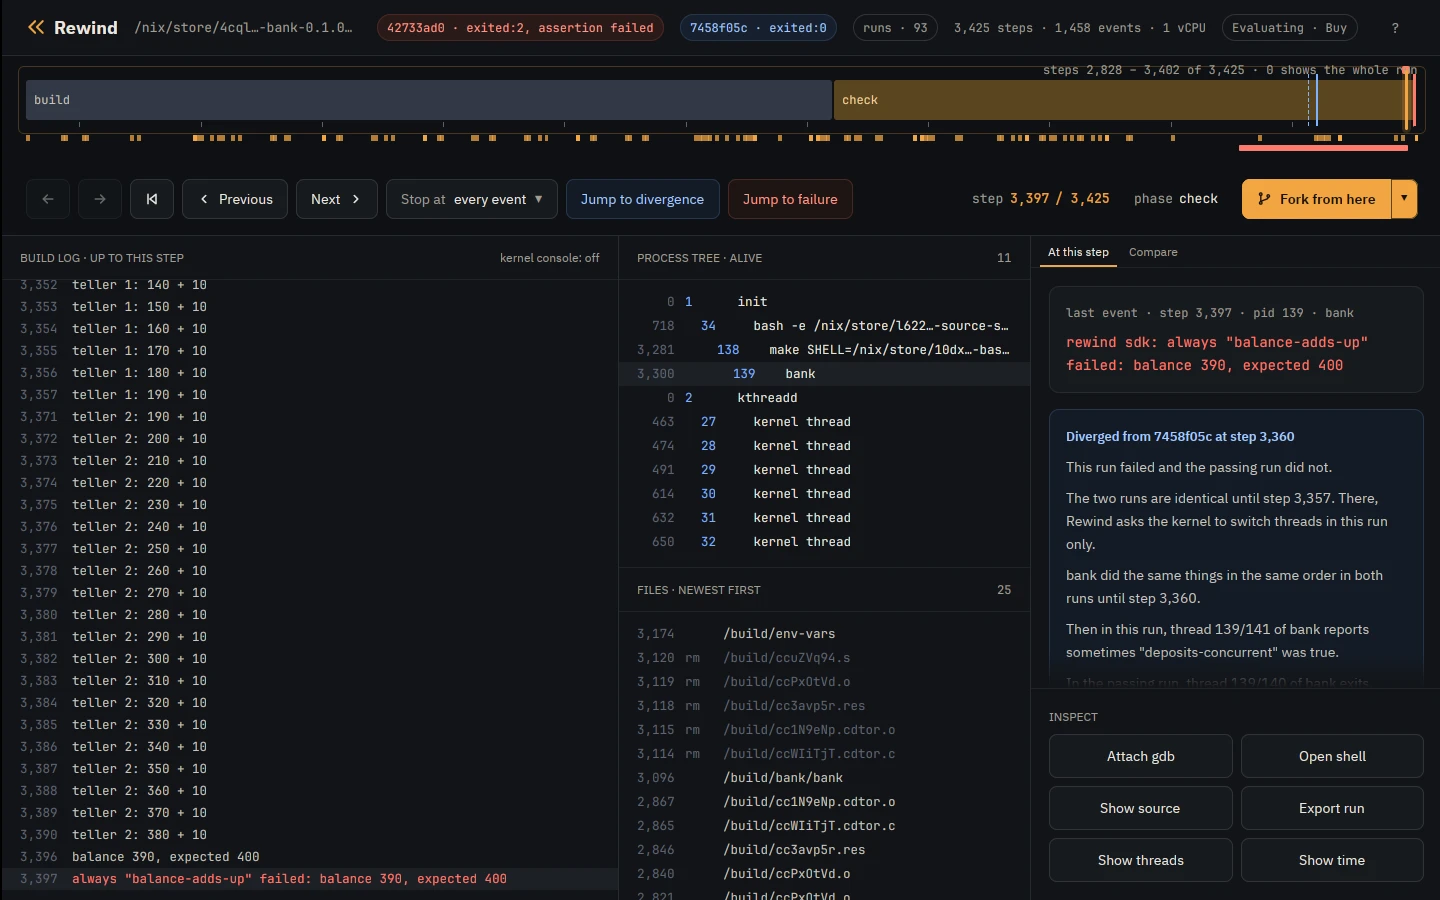 Rewind /nix/store/4cql…-bank-0.1.0… 42733ad0 · exited:2, assertion failed 7458f05c · exited:0 runs · 93 3,425 steps · 1,458 events · 1 vCPU Evaluating · Buy ?
steps 2,828 – 3,402 of 3,425 · 0 shows the whole run
build check
Previous Next Stop at every event Jump to divergence Jump to failure step 3,397 / 3,425 phase check Fork from here
BUILD LOG · UP TO THIS STEP kernel console: off
3,352 teller 1: 140 + 10
3,353 teller 1: 150 + 10
3,354 teller 1: 160 + 10
3,355 teller 1: 170 + 10
3,356 teller 1: 180 + 10
3,357 teller 1: 190 + 10
3,371 teller 2: 190 + 10
3,372 teller 2: 200 + 10
3,373 teller 2: 210 + 10
3,374 teller 2: 220 + 10
3,375 teller 2: 230 + 10
3,376 teller 2: 240 + 10
3,377 teller 2: 250 + 10
3,378 teller 2: 260 + 10
3,379 teller 2: 270 + 10
3,380 teller 2: 280 + 10
3,381 teller 2: 290 + 10
3,382 teller 2: 300 + 10
3,383 teller 2: 310 + 10
3,384 teller 2: 320 + 10
3,385 teller 2: 330 + 10
3,386 teller 2: 340 + 10
3,387 teller 2: 350 + 10
3,388 teller 2: 360 + 10
3,389 teller 2: 370 + 10
3,390 teller 2: 380 + 10
3,396 balance 390, expected 400
3,397 always "balance-adds-up" failed: balance 390, expected 400
PROCESS TREE · ALIVE 11
0 1 init
718 34 bash -e /nix/store/l622…-source-s…
3,281 138 make SHELL=/nix/store/10dx…-bas…
3,300 139 bank
0 2 kthreadd
463 27 kernel thread
474 28 kernel thread
491 29 kernel thread
614 30 kernel thread
632 31 kernel thread
650 32 kernel thread
FILES · NEWEST FIRST 25
3,174 /build/env-vars
3,120 rm /build/ccuZVq94.s
3,119 rm /build/ccPxOtVd.o
3,118 rm /build/cc3avp5r.res
3,115 rm /build/cc1N9eNp.cdtor.o
3,114 rm /build/ccWIiTjT.cdtor.c
3,096 /build/bank/bank
2,867 /build/cc1N9eNp.cdtor.o
2,865 /build/ccWIiTjT.cdtor.c
2,846 /build/cc3avp5r.res
2,840 /build/ccPxOtVd.o
2,821 /build/ccPxOtVd.o
At this step Compare
last event · step 3,397 · pid 139 · bank
rewind sdk: always "balance-adds-up"
failed: balance 390, expected 400
Diverged from 7458f05c at step 3,360
This run failed and the passing run did not.
The two runs are identical until step 3,357. There,
Rewind asks the kernel to switch threads in this run
only.
bank did the same things in the same order in both
runs until step 3,360.
Then in this run, thread 139/141 of bank reports
sometimes "deposits-concurrent" was true.
In the passing run, thread 139/140 of bank exits.
INSPECT
Attach gdb Open shell
Show source Export run
Show threads Show time